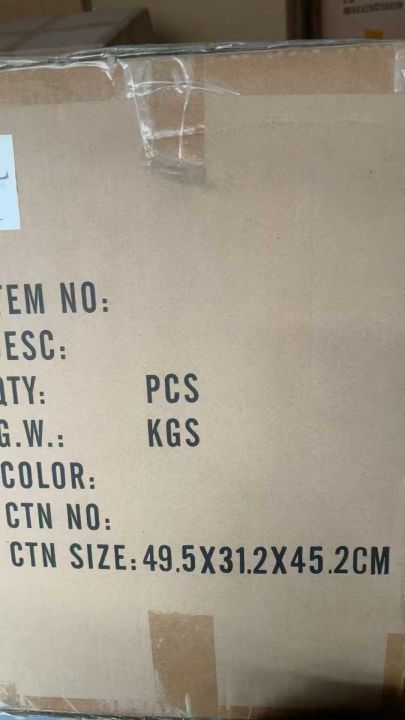 TEM NO:
ESC:
QTY: PCS
G.W.: KGS
COLOR:
CTN NO:
CTN SIZE: 49.5X31.2X45.2CM